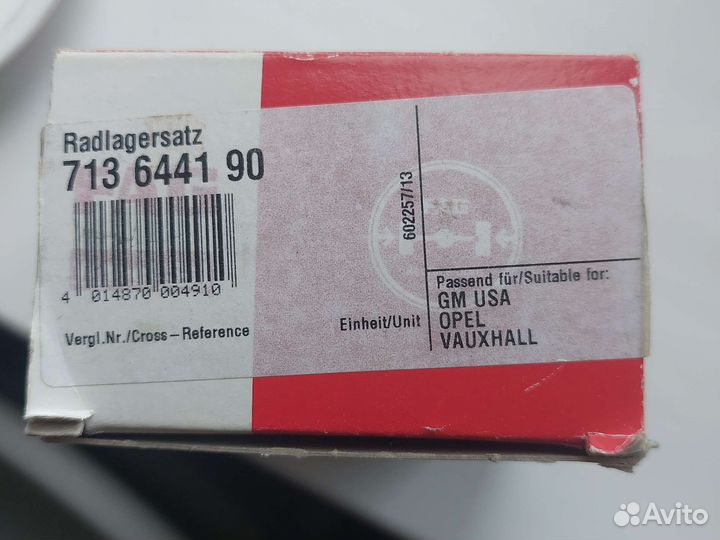 Radlagersatz
713 6441 90
4 014870 004910
Vergl.Nr./Cross-Reference
Einheit/Unit
602257/13
Passend für/Suitable for:
GM USA
OPEL
VAUXHALL
Avito